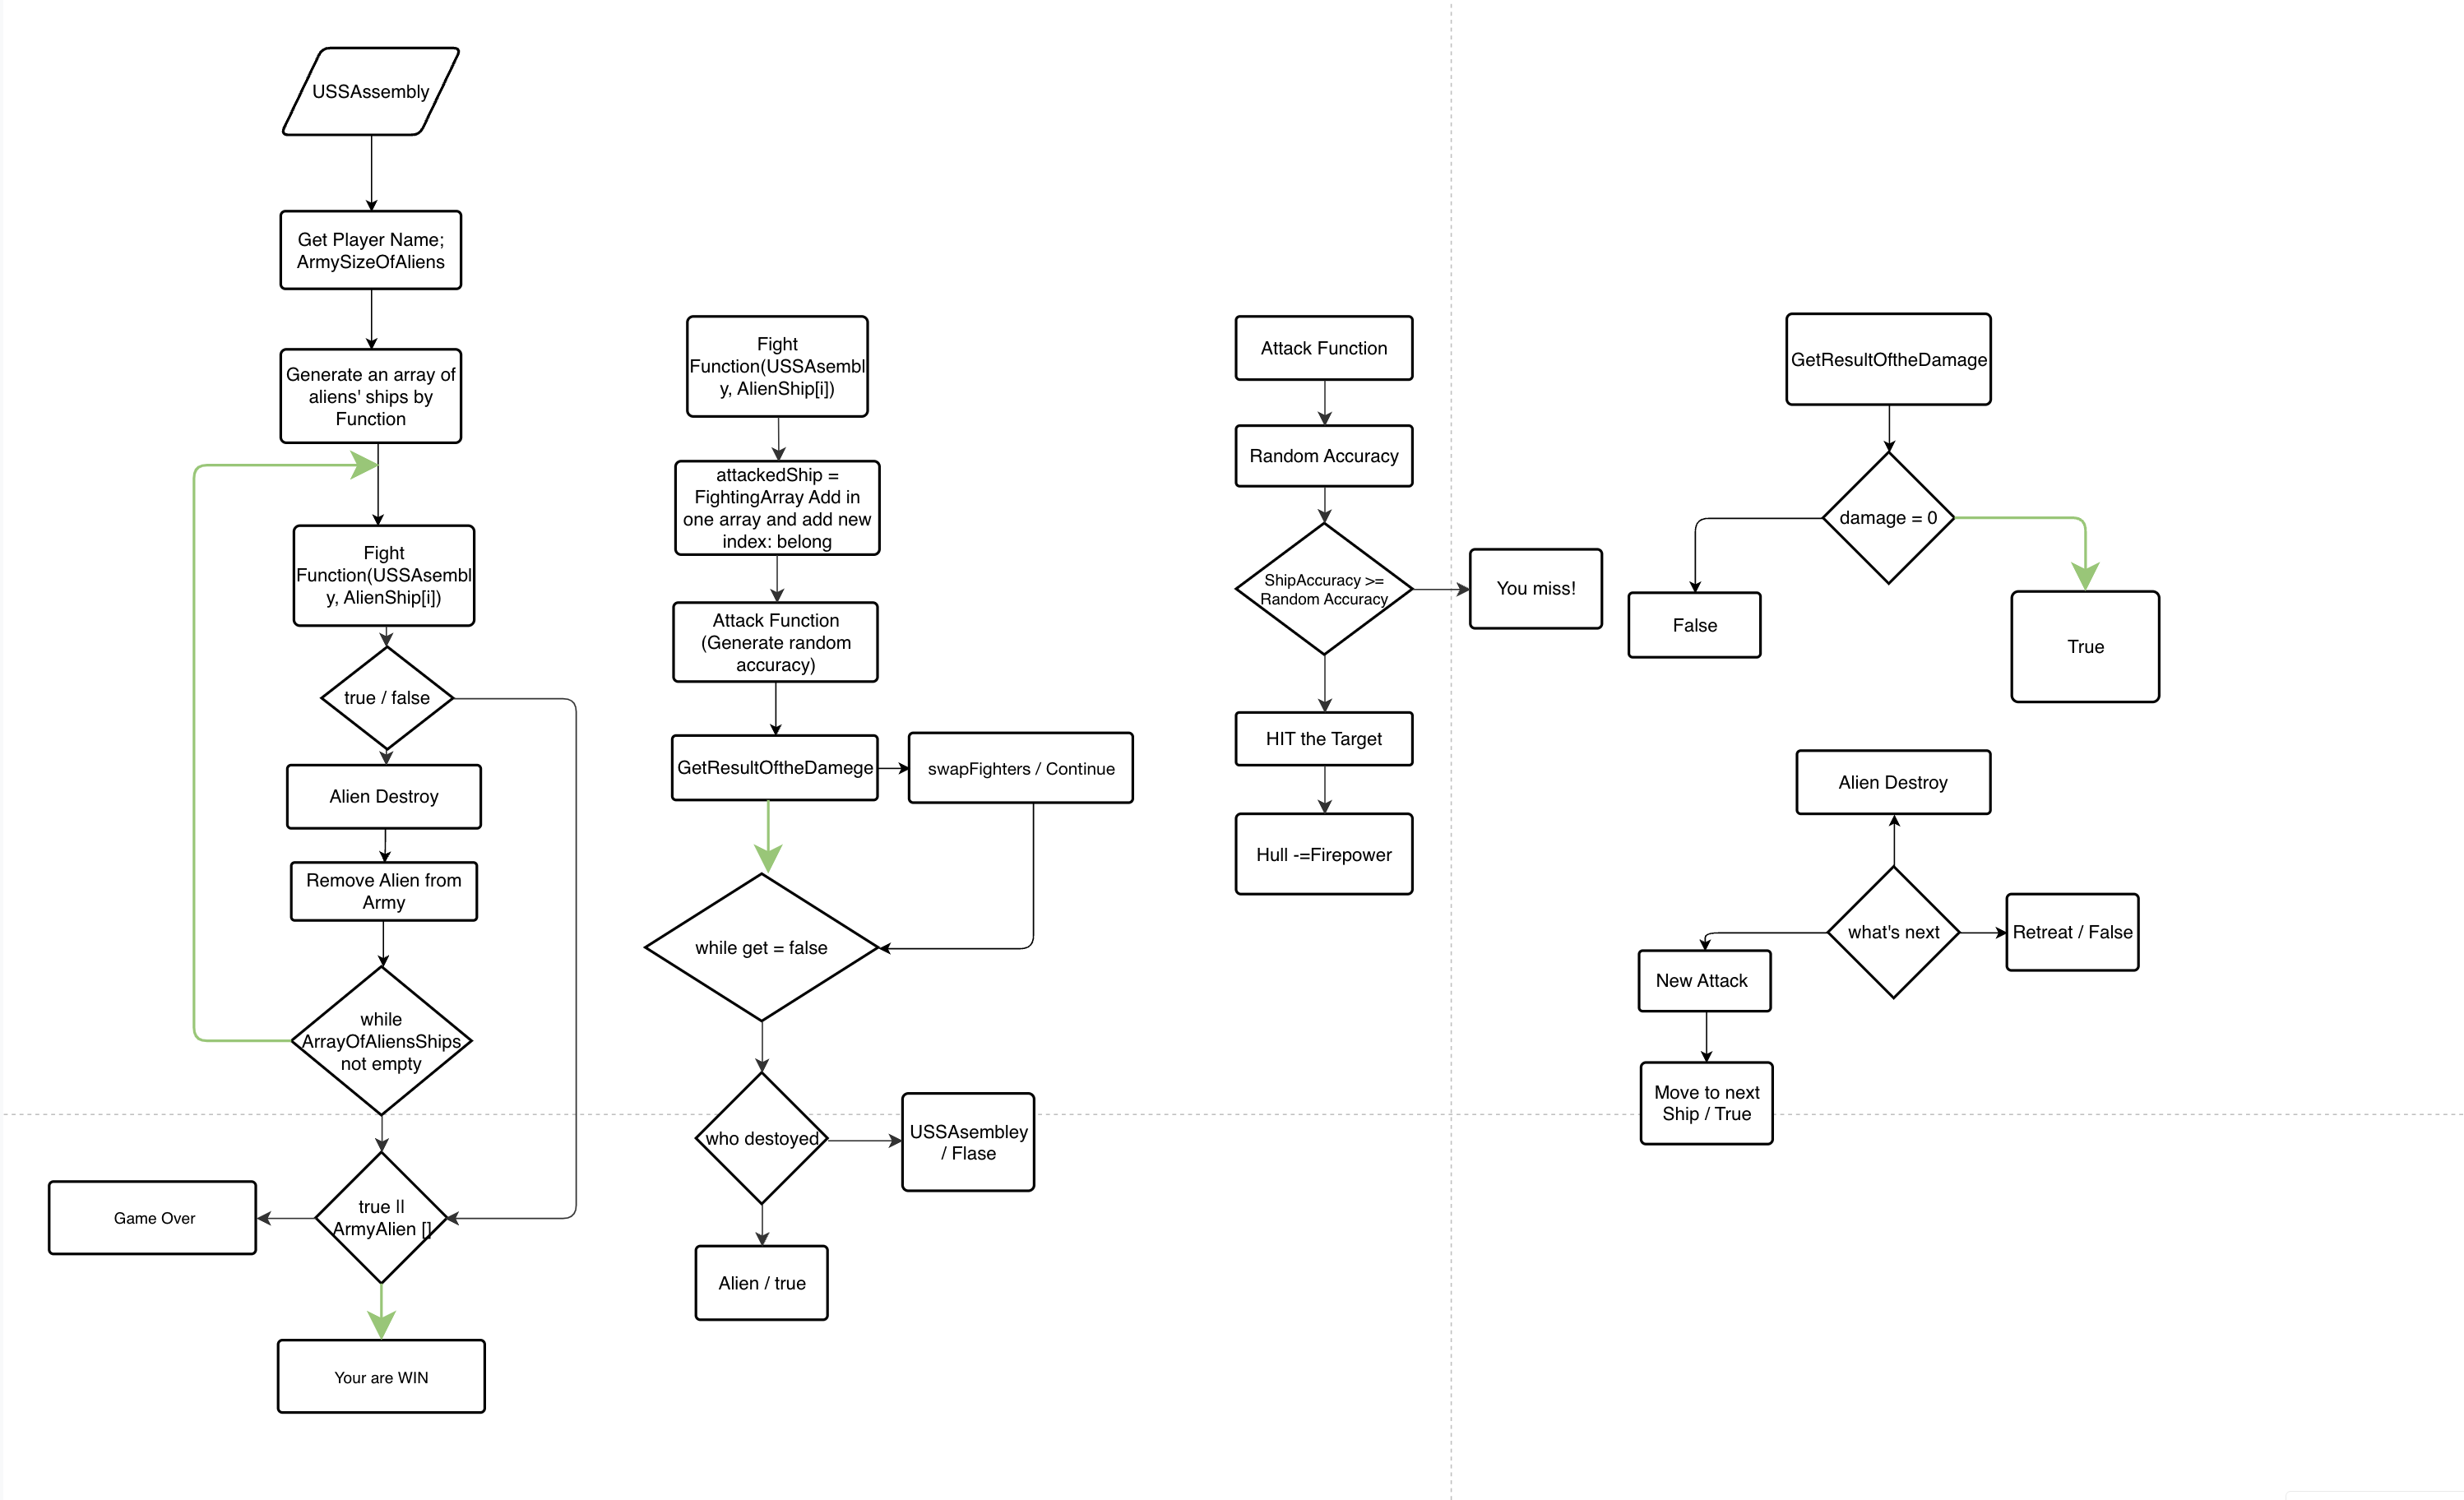 USSAssembly
Get Player Name;
ArmySizeOfAliens
Generate an array of
aliens' ships by
Function
Fight
Function(USSAsembl
y, AlienShip[i])
true / false
Alien Destroy
Remove Alien from
Army
while
ArrayOfAliensShips
not empty
true ||
ArmyAlien []
Game Over
Your are WIN
Fight
Function(USSAsembl
y, AlienShip[i])
attackedShip =
FightingArray Add in
one array and add new
index: belong
Attack Function
(Generate random
accuracy)
GetResultOftheDamege
swapFighters / Continue
while get = false
who destoyed
USSAsembley
/ Flase
Alien / true
Attack Function
Random Accuracy
ShipAccuracy >=
Random Accuracy
You miss!
HIT the Target
Hull -=Firepower
GetResultOftheDamage
damage = 0
False
True
Alien Destroy
what's next
Retreat / False
New Attack
Move to next
Ship / True